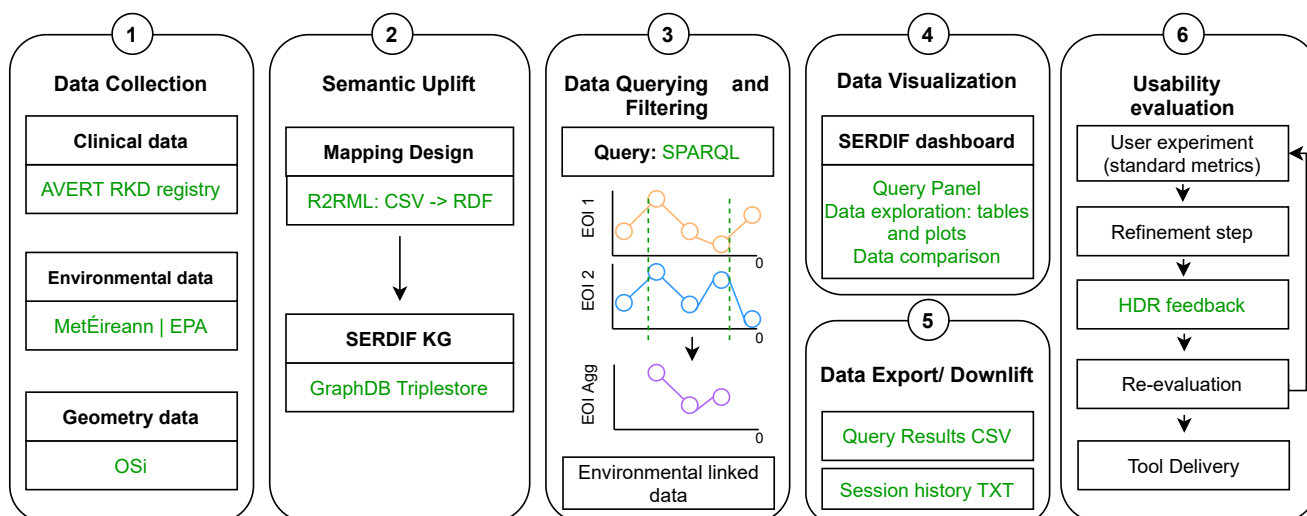 1
Data Collection
Clinical data
AVERT RKD registry
Environmental data
MetÉireann | EPA
Geometry data
OSi
2
Semantic Uplift
Mapping Design
R2RML: CSV -> RDF
SERDIF KG
GraphDB Triplestore
3
Data Querying and
Filtering
Query: SPARQL
EOI 1
0
EOI 2
0
EOI Agg
0
Environmental linked
data
4
Data Visualization
SERDIF dashboard
Query Panel
Data exploration: tables
and plots
Data comparison
5
Data Export/ Downlift
Query Results CSV
Session history TXT
6
Usability
evaluation
User experiment
(standard metrics)
Refinement step
HDR feedback
Re-evaluation
Tool Delivery